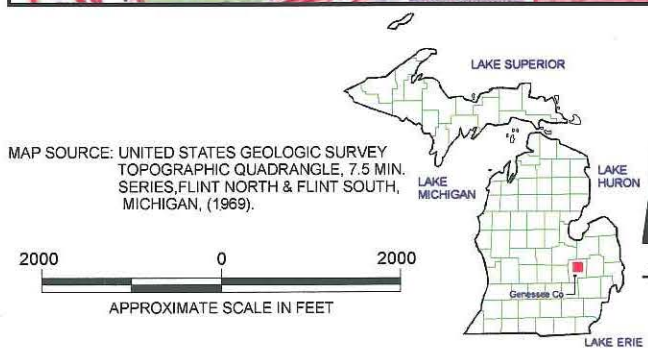 MAP SOURCE: UNITED STATES GEOLOGIC SURVEY
TOPOGRAPHIC QUADRANGLE, 7.5 MIN.
SERIES,FLINT NORTH & FLINT SOUTH,
MICHIGAN, (1969).
2000 0 2000
APPROXIMATE SCALE IN FEET
LAKE SUPERIOR
LAKE
MICHIGAN
LAKE
HURON
Genessee Co
LAKE ERIE